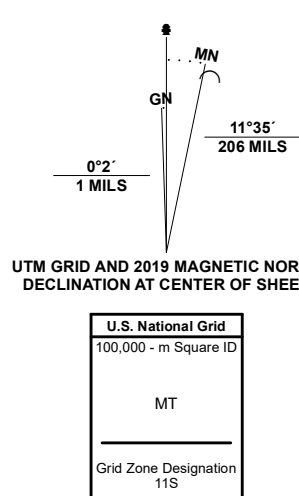 MN
GN
11°35´
206 MILS
0°2´
1 MILS
UTM GRID AND 2019 MAGNETIC NOR
DECLINATION AT CENTER OF SHEE
U.S. National Grid
100,000 - m Square ID
MT
Grid Zone Designation
11S